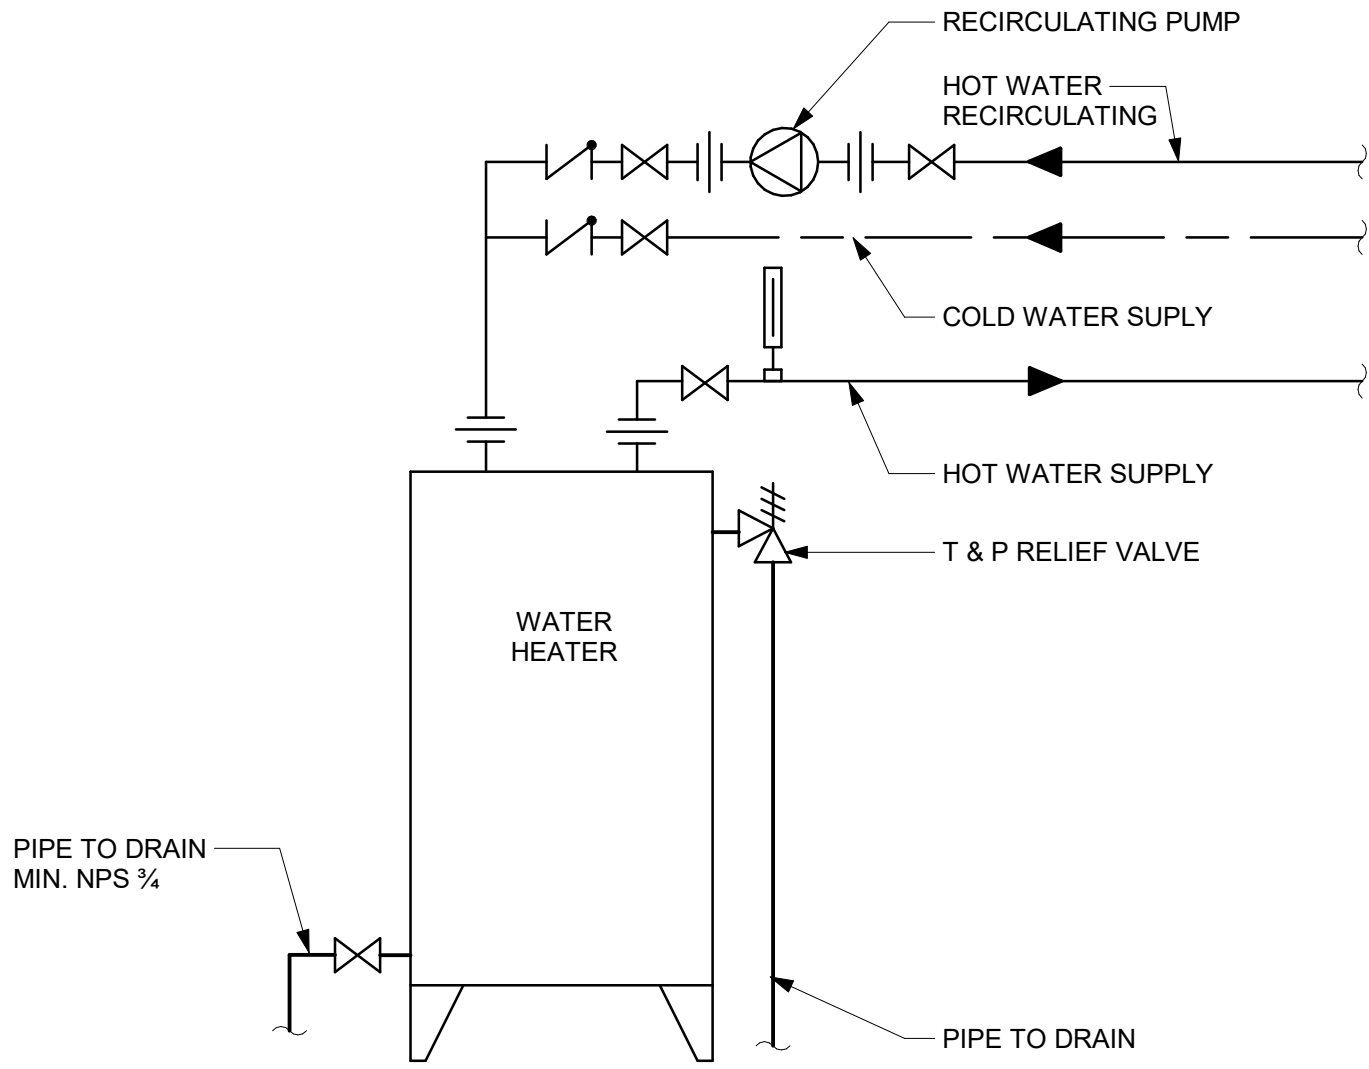 RECIRCULATING PUMP
HOT WATER
RECIRCULATING
COLD WATER SUPLY
HOT WATER SUPPLY
T & P RELIEF VALVE
WATER
HEATER
PIPE TO DRAIN
MIN. NPS ¾
PIPE TO DRAIN